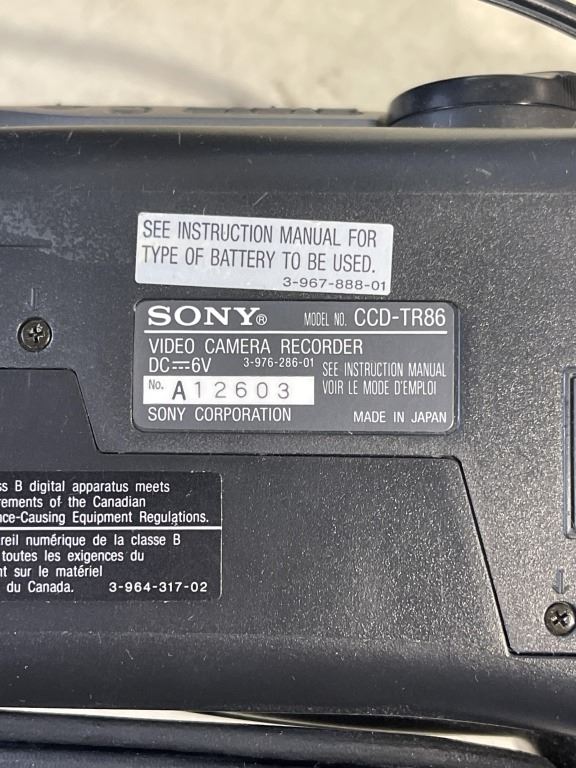 SEE INSTRUCTION MANUAL FOR
TYPE OF BATTERY TO BE USED.
3-967-888-01
SONY® MODEL NO. CCD-TR86
VIDEO CAMERA RECORDER
DC⎓6V 3-976-286-01 SEE INSTRUCTION MANUAL
No. A12603 VOIR LE MODE D'EMPLOI
SONY CORPORATION MADE IN JAPAN
B digital apparatus meets
of the Canadian
Equipment Regulations.
numérique de la classe B
toutes les exigences du
sur le matériel
du Canada. 3-964-317-02